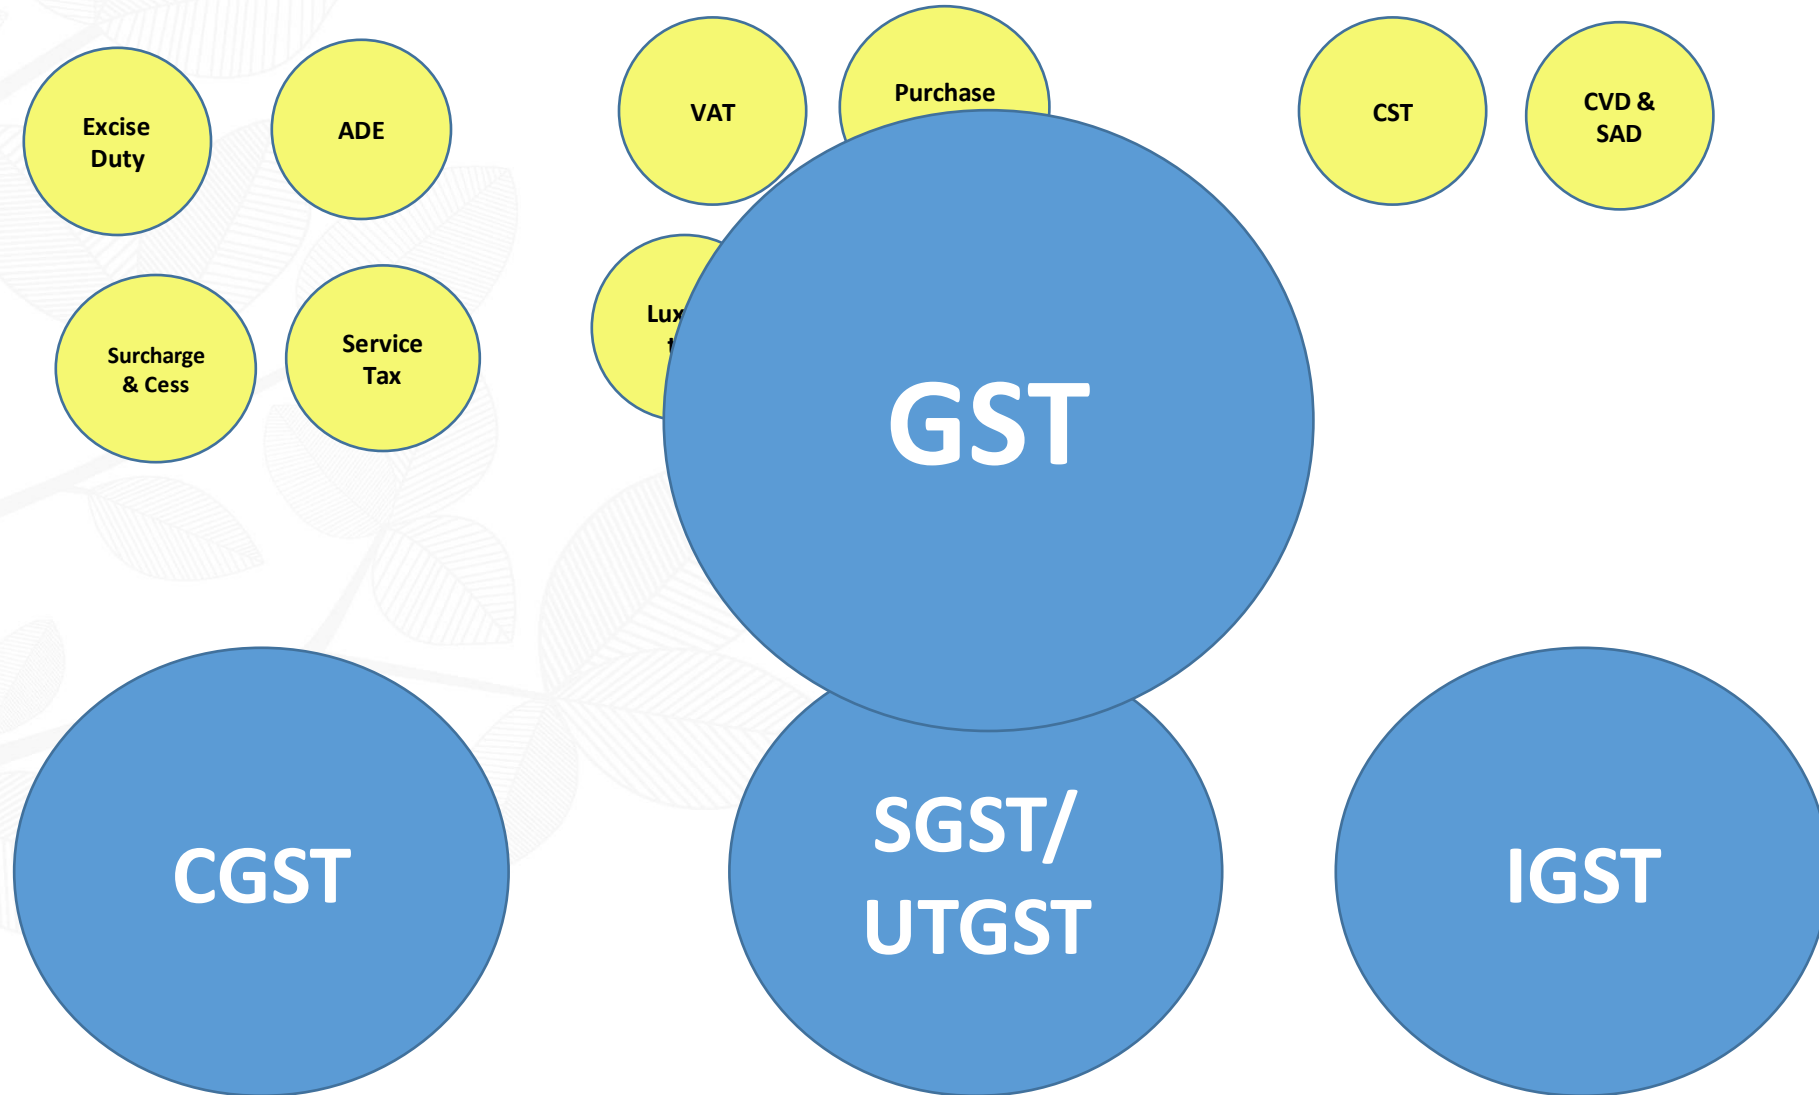 Excise
Duty
ADE
VAT
Purchase
CST
CVD &
SAD
Surcharge
& Cess
Service
Tax
GST
CGST
SGST/
UTGST
IGST